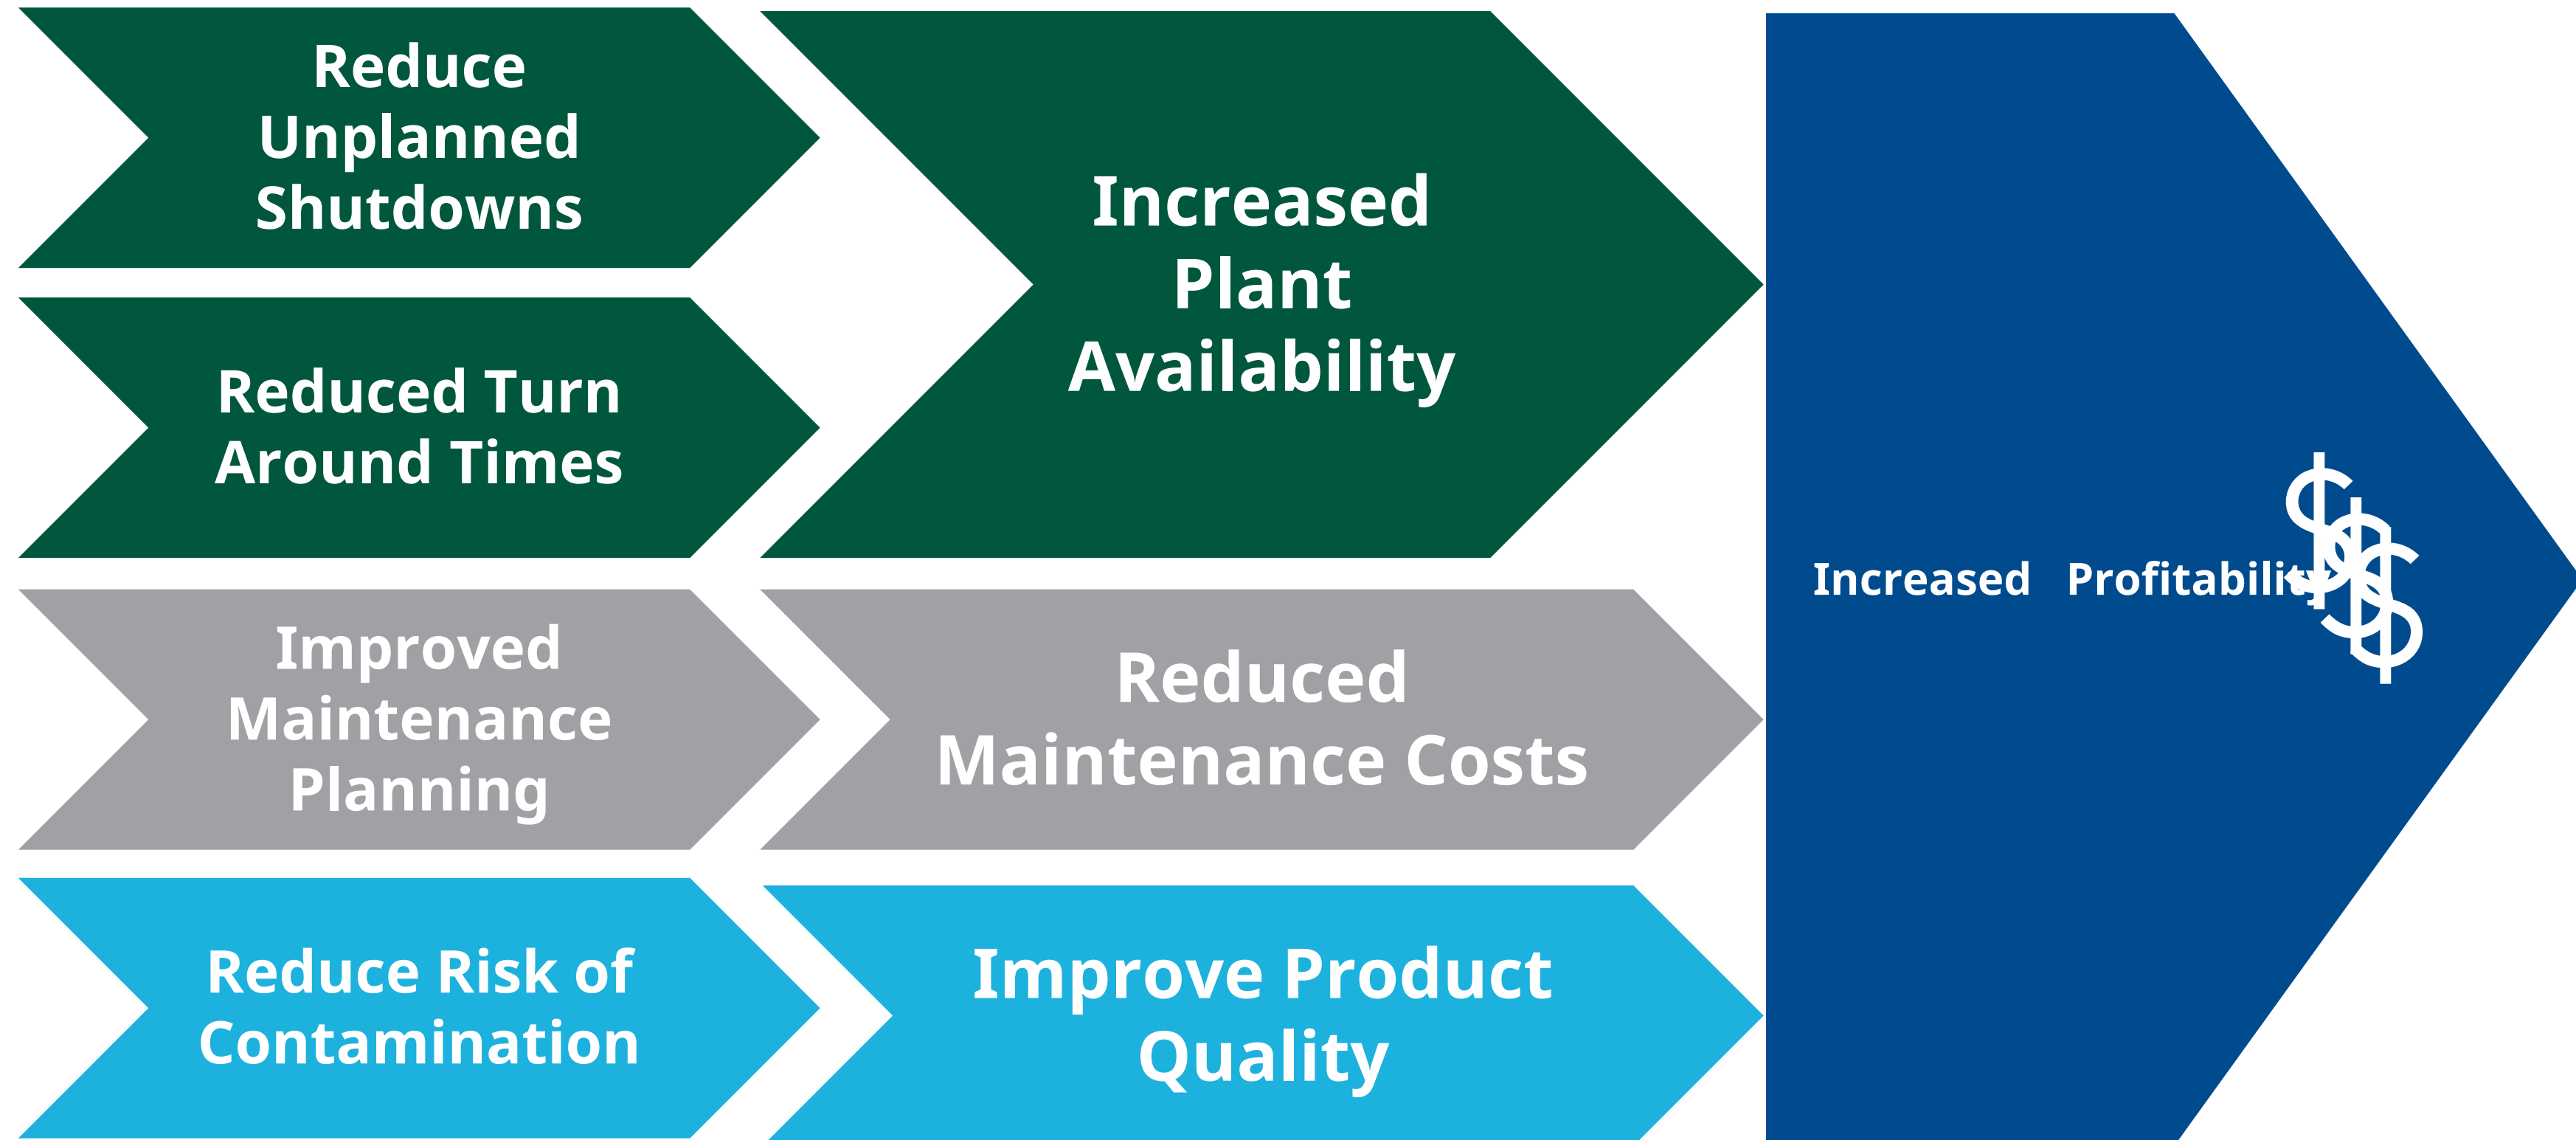 Reduce
Unplanned
Shutdowns
Reduced Turn
Around Times
Increased
Plant
Availability
Improved
Maintenance
Planning
Reduced
Maintenance Costs
Reduce Risk of
Contamination
Improve Product
Quality
Increased Profitability
$$$